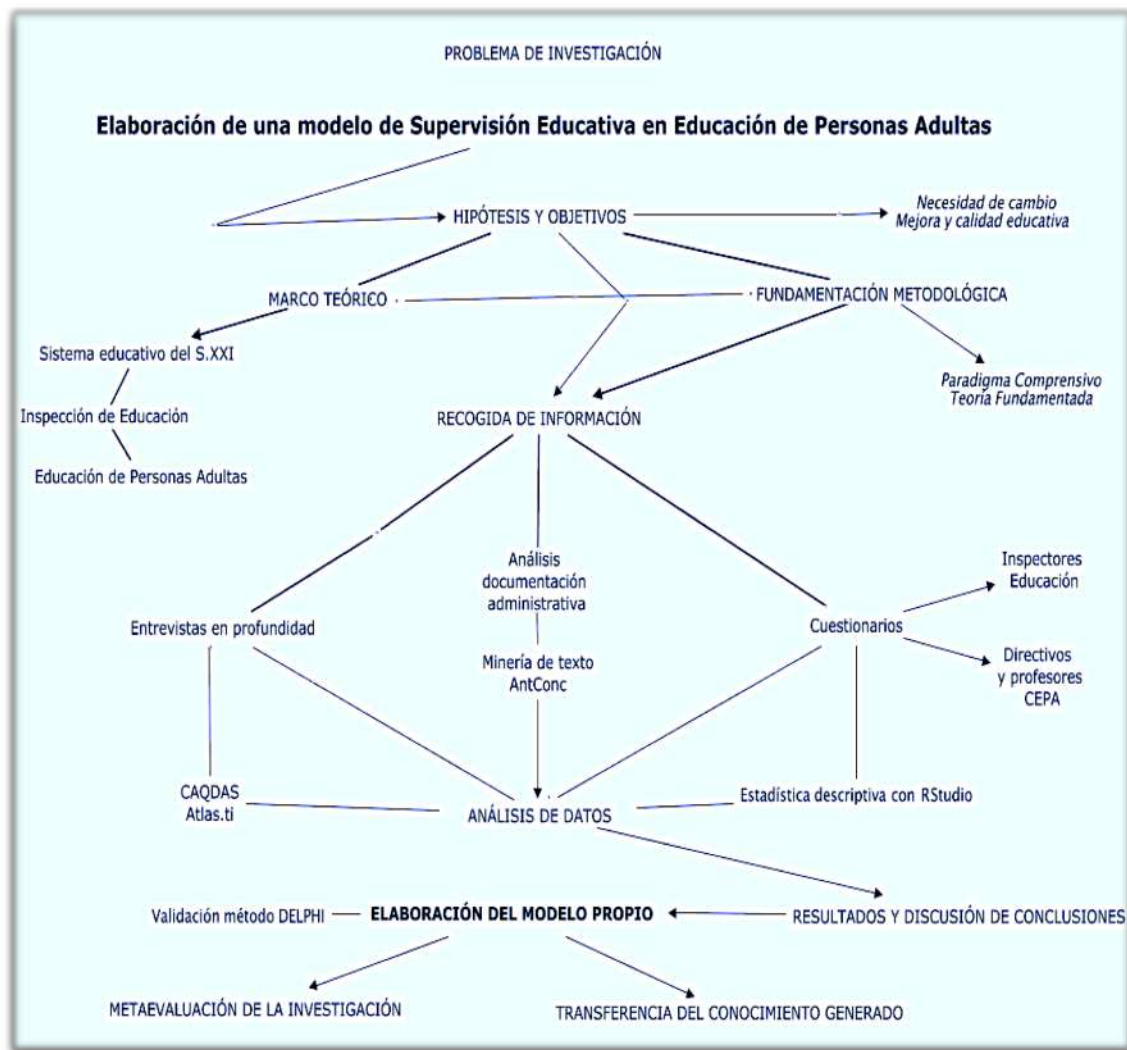 PROBLEMA DE INVESTIGACIÓN
Elaboración de una modelo de Supervisión Educativa en Educación de Personas Adultas
HIPÓTESIS Y OBJETIVOS
Necesidad de cambio
Mejora y calidad educativa
MARCO TEÓRICO
FUNDAMENTACIÓN METODOLÓGICA
Sistema educativo del S.XXI
Paradigma Comprensivo
Teoría Fundamentada
Inspección de Educación
RECOGIDA DE INFORMACIÓN
Educación de Personas Adultas
Análisis
documentación
administrativa
Inspectores
Educación
Entrevistas en profundidad
Cuestionarios
Minería de texto
AntConc
Directivos
y profesores
CEPA
CAQDAS
Atlas.ti
ANÁLISIS DE DATOS
Estadística descriptiva con RStudio
Validación método DELPHI
ELABORACIÓN DEL MODELO PROPIO
RESULTADOS Y DISCUSIÓN DE CONCLUSIONES
METAEVALUACIÓN DE LA INVESTIGACIÓN
TRANSFERENCIA DEL CONOCIMIENTO GENERADO